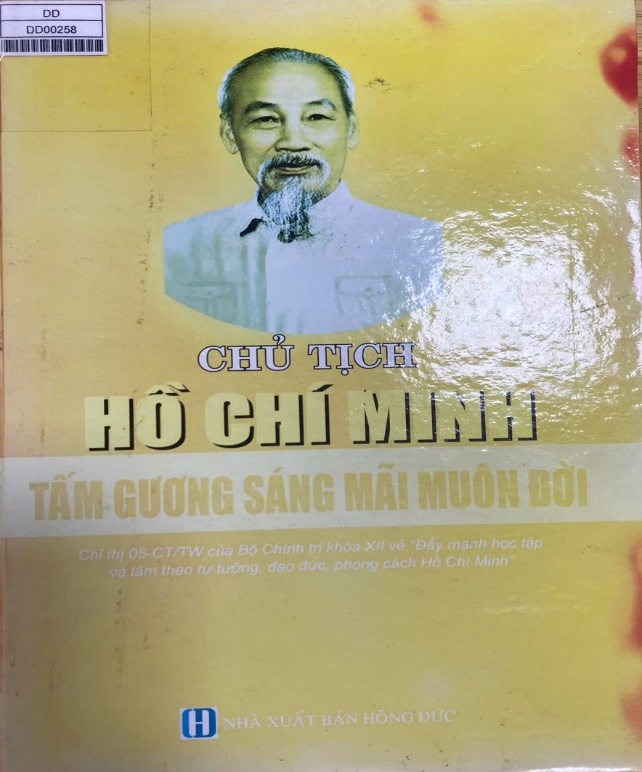 DD
DD00258
CHỦ TỊCH
HỒ CHÍ MINH
TẤM GƯƠNG SÁNG MÃI MUÔN ĐỜI
Chỉ thị 05-CT/TW của Bộ Chính trị khóa XII về "Đẩy mạnh học tập
và làm theo tư tưởng, đạo đức, phong cách Hồ Chí Minh"
H NHÀ XUẤT BẢN HỒNG ĐỨC